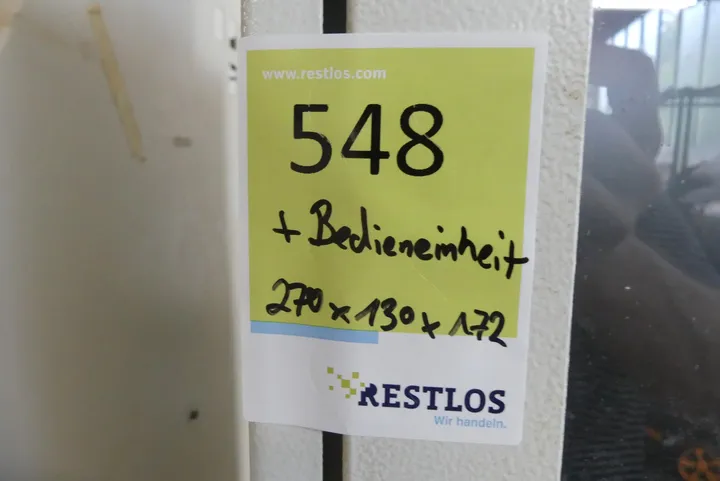 www.restlos.com
548
+ Bedieneinheit
270 x 130 x 172
RESTLOS
Wir handeln.